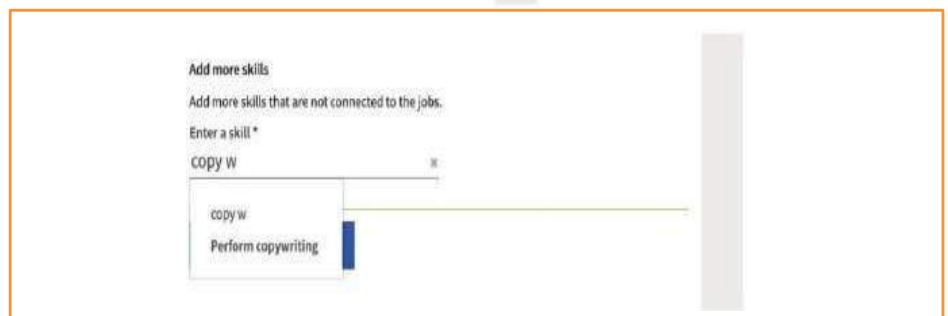 Add more skills
Add more skills that are not connected to the jobs.
Enter a skill *
copy w
copy w
Perform copywriting